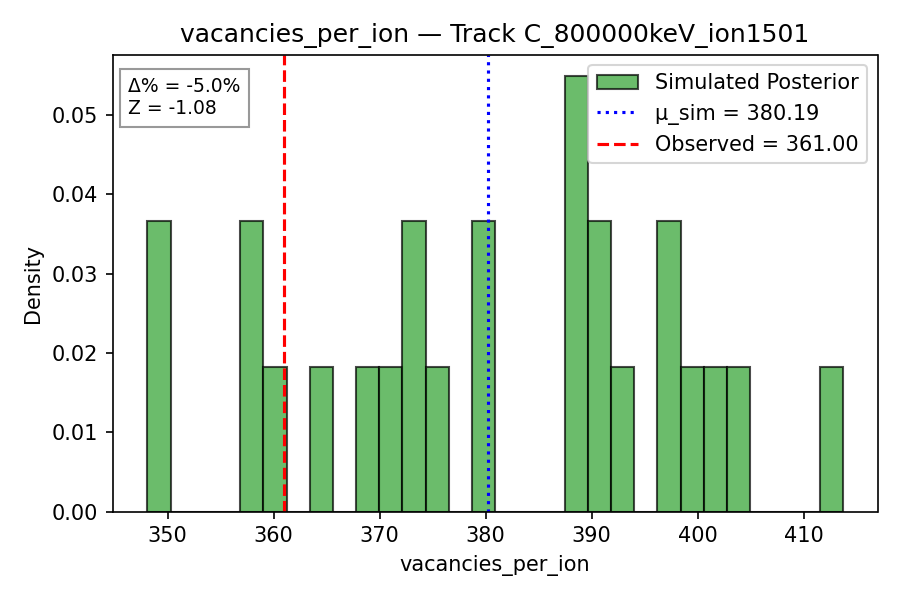 vacancies_per_ion — Track C_800000keV_ion1501
Δ% = -5.0%
Z = -1.08
Simulated Posterior
μ_sim = 380.19
Observed = 361.00
Density
0.05
0.04
0.03
0.02
0.01
0.00
350 360 370 380 390 400 410
vacancies_per_ion